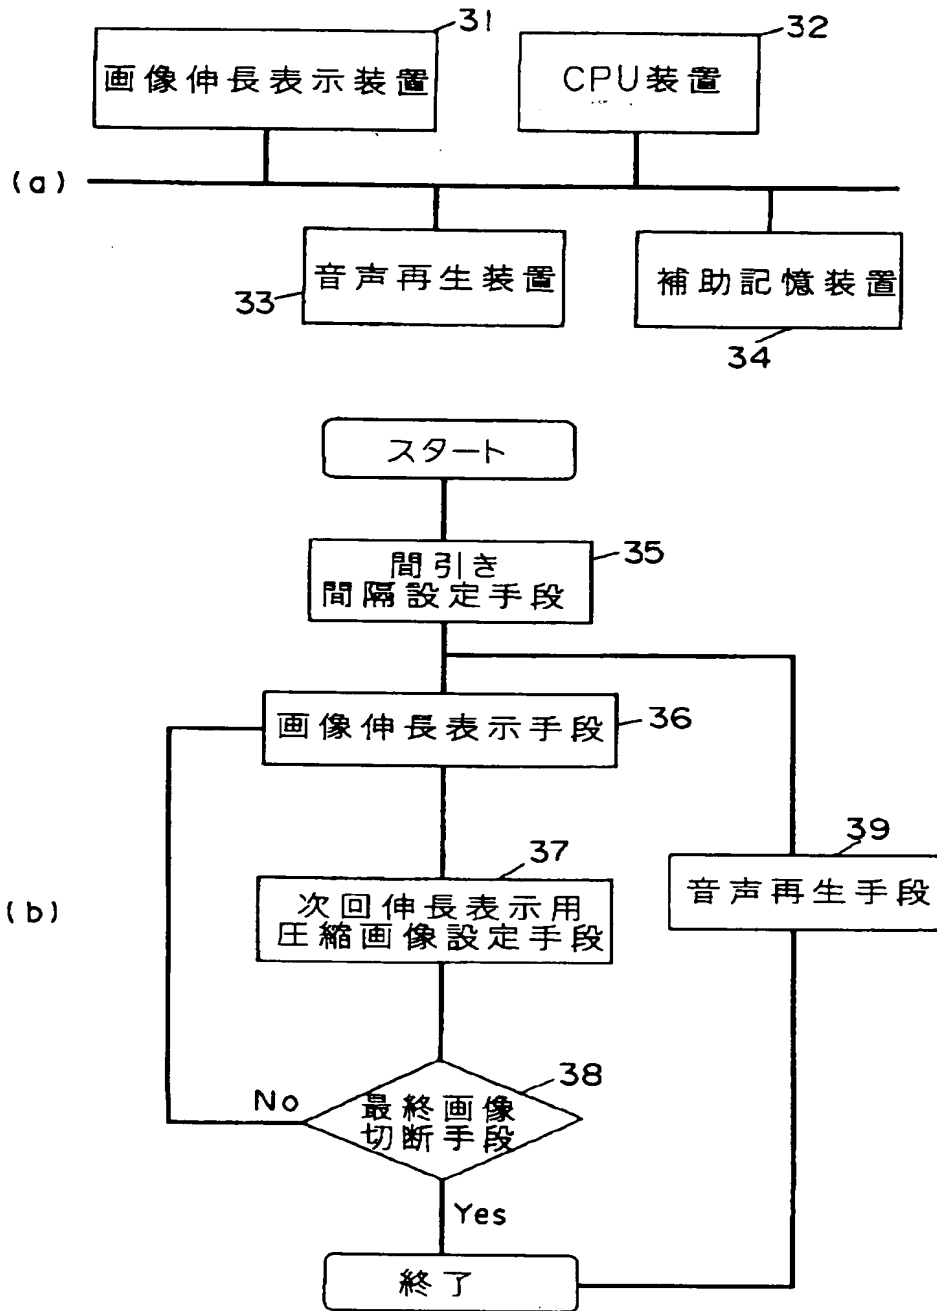 31
画像伸長表示装置
32
CPU装置
(a)
33
音声再生装置
補助記憶装置
34
スタート
間引き
間隔設定手段
35
画像伸長表示手段
36
37
次回伸長表示用
圧縮画像設定手段
39
音声再生手段
(b)
38
No
最終画像
切断手段
Yes
終了